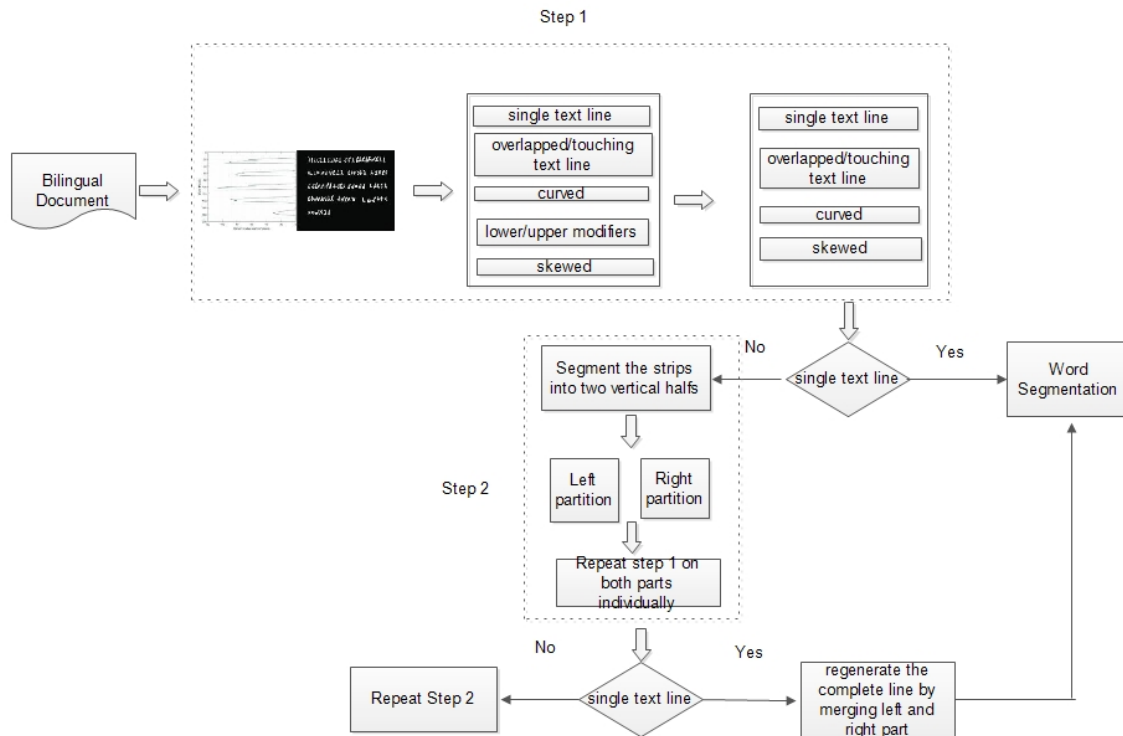 Step 1
Bilingual
Document
single text line
overlapped/touching
text line
curved
lower/upper modifiers
skewed
single text line
overlapped/touching
text line
curved
skewed
No
Yes
single text line
Word
Segmentation
Segment the strips
into two vertical halfs
Step 2
Left
partition
Right
partition
Repeat step 1 on
both parts
individually
No
Yes
Repeat Step 2
single text line
regenerate the
complete line by
merging left and
right part